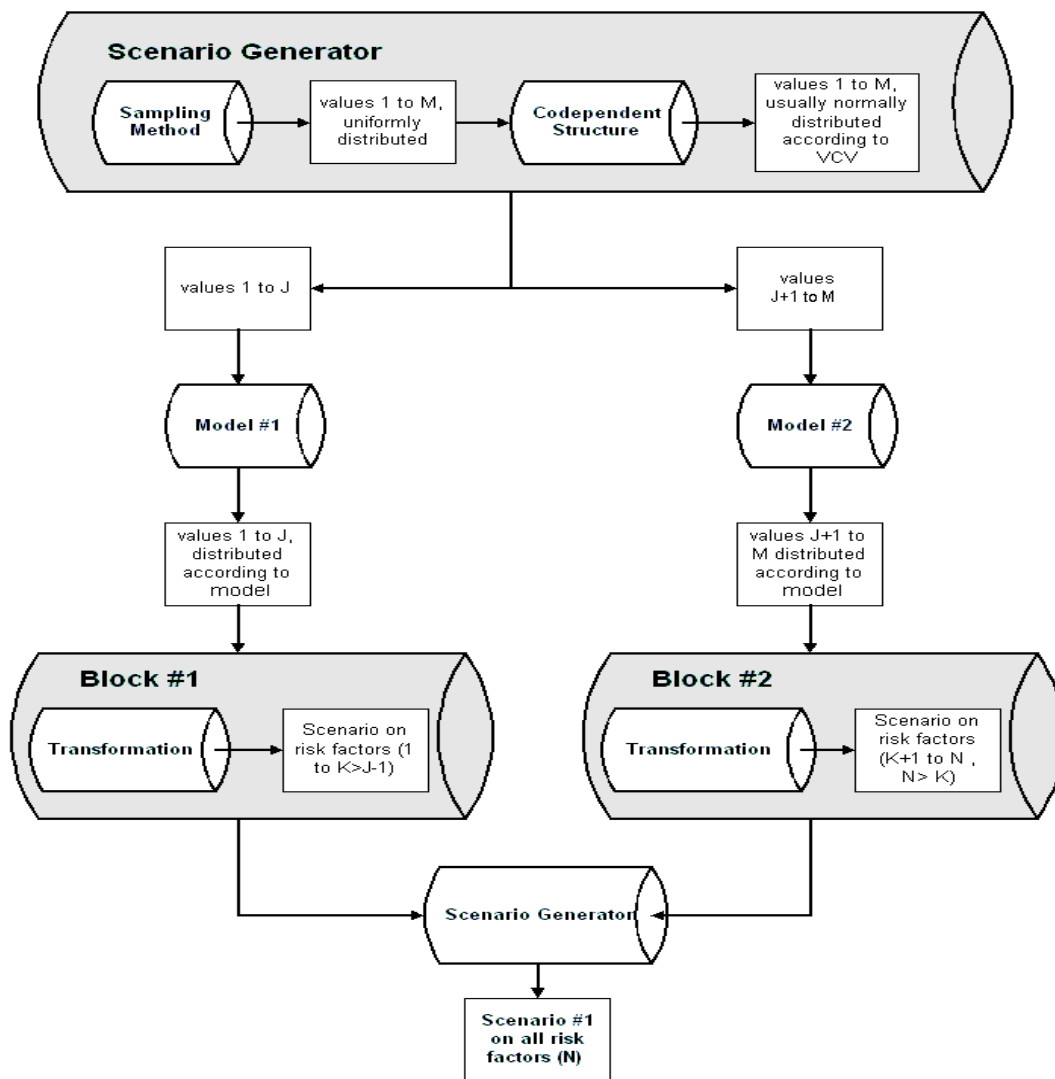 Scenario Generator
Sampling
Method
values 1 to M,
uniformly
distributed
Codependent
Structure
values 1 to M,
usually normally
distributed
according to
VCV
values 1 to J
values
J+1 to M
Model #1
Model #2
values 1 to J,
distributed
according to
model
values J+1 to
M distributed
according to
model
Block #1
Transformation
Scenario on
risk factors (1
to K>J-1)
Block #2
Transformation
Scenario on
risk factors
(K+1 to N ,
N> K)
Scenario Generator
Scenario #1
on all risk
factors (N)